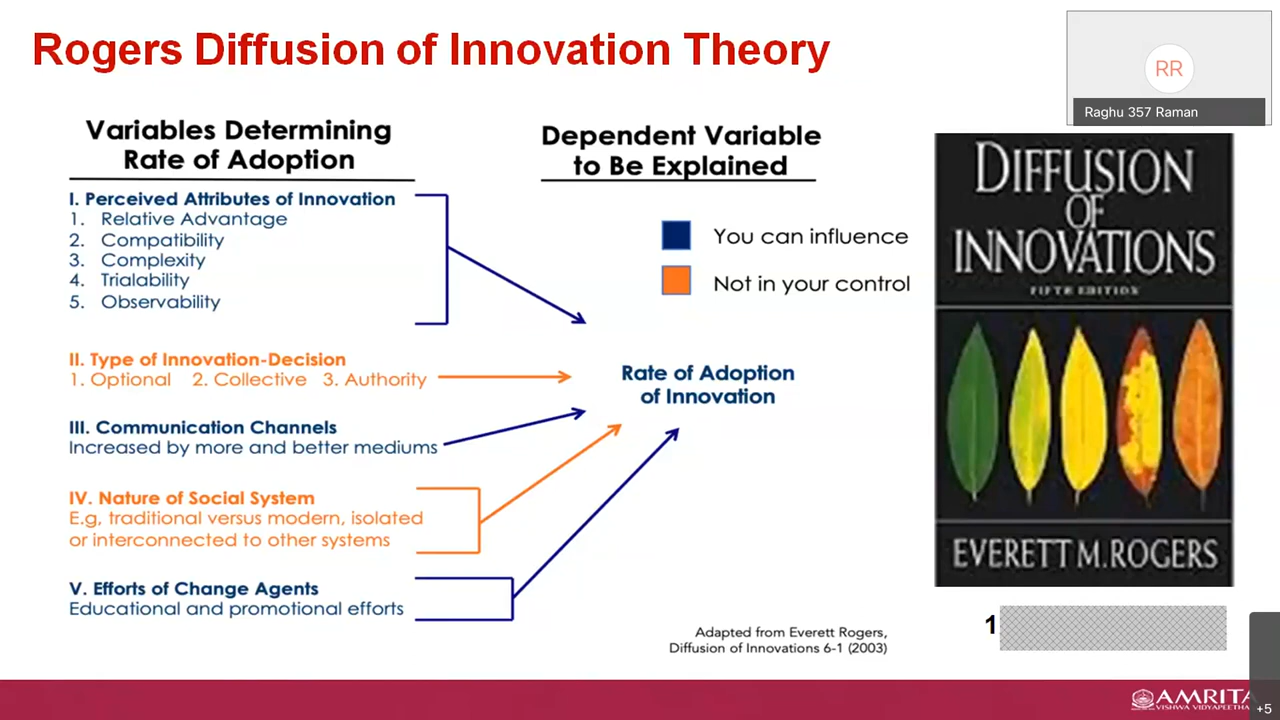 Rogers Diffusion of Innovation Theory
RR
Raghu 357 Raman
Variables Determining
Rate of Adoption
I. Perceived Attributes of Innovation
1. Relative Advantage
2. Compatibility
3. Complexity
4. Trialability
5. Observability
II. Type of Innovation-Decision
1. Optional 2. Collective 3. Authority
III. Communication Channels
Increased by more and better mediums
IV. Nature of Social System
E.g, traditional versus modern, isolated
or interconnected to other systems
V. Efforts of Change Agents
Educational and promotional efforts
Dependent Variable
to Be Explained
You can influence
Not in your control
Rate of Adoption
of Innovation
Adapted from Everett Rogers,
Diffusion of Innovations 6-1 (2003)
DIFFUSION
OF
INNOVATIONS
FIFTH EDITION
EVERETT M. ROGERS
1
AMRITA
VISHWA VIDYAPEETHA
+5